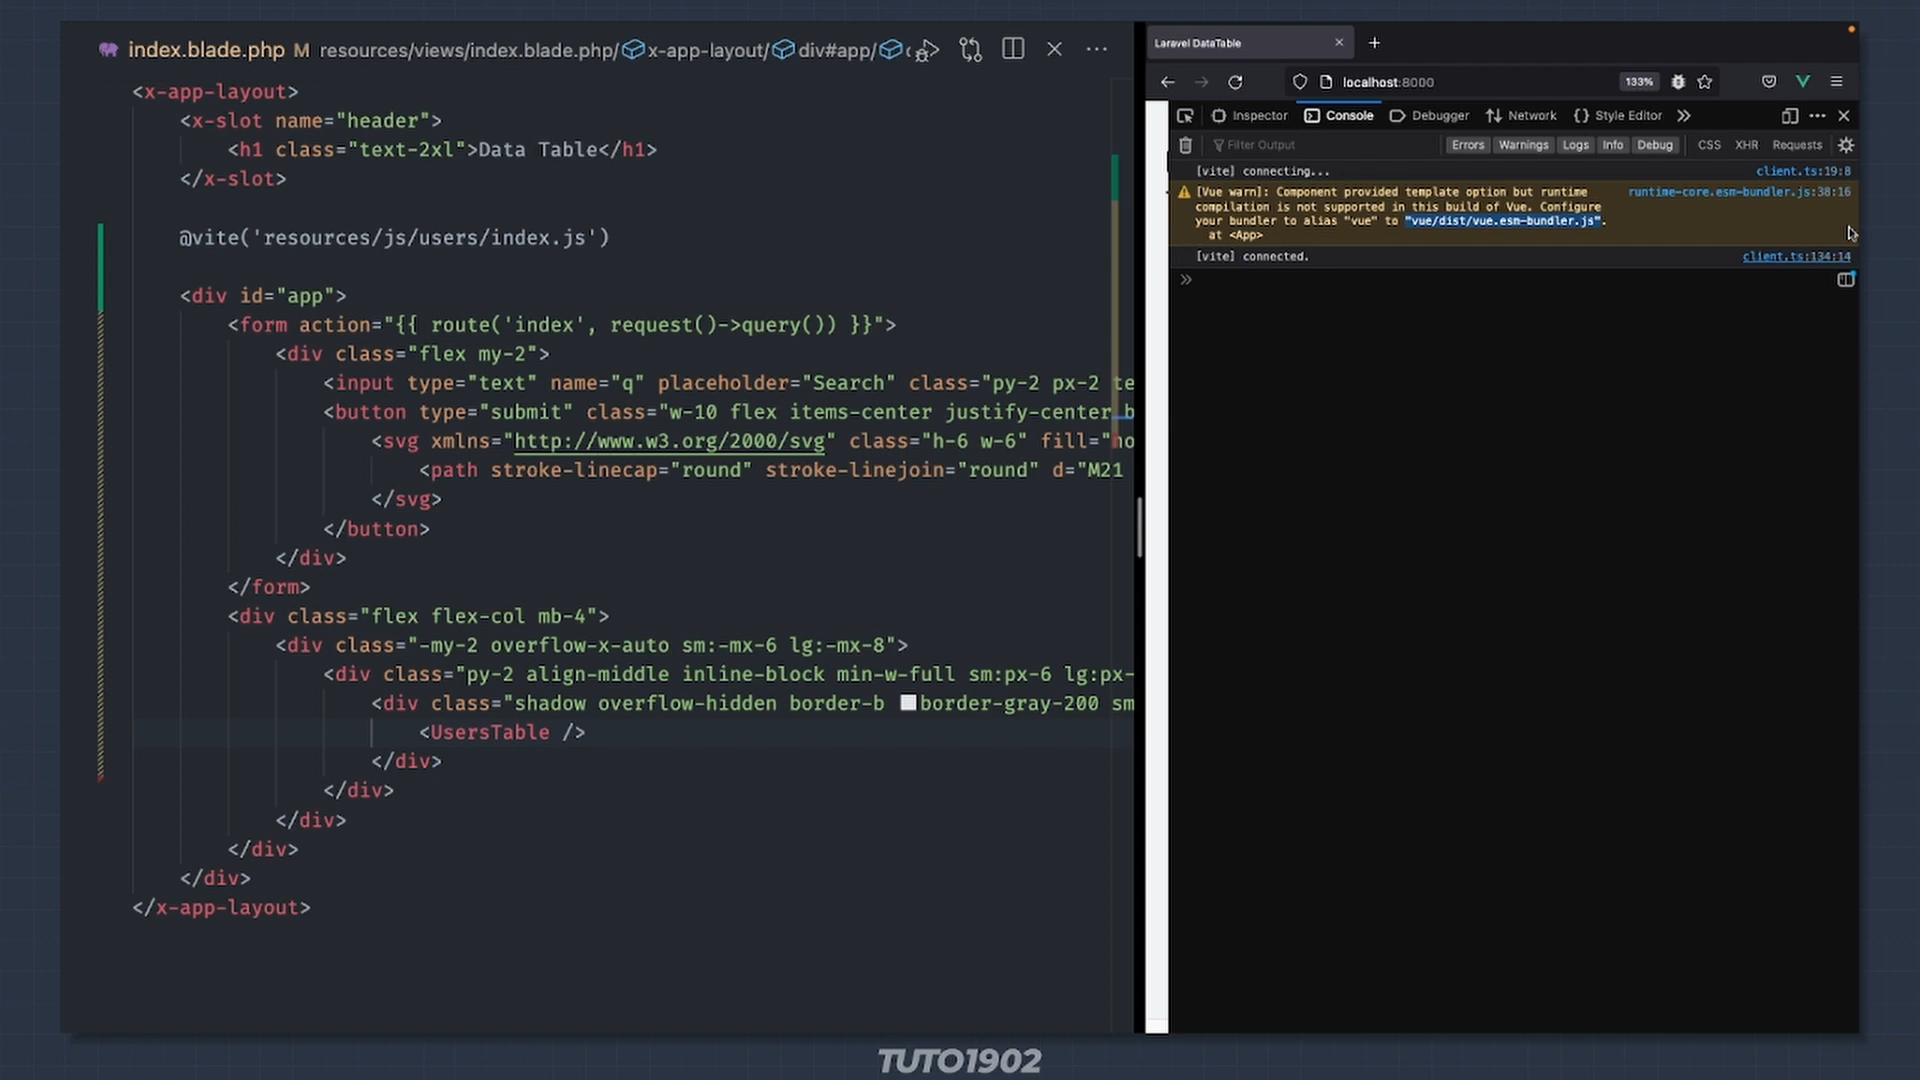 index.blade.php M resources/views/index.blade.php/ x-app-layout/ div#app/
<x-app-layout>
<x-slot name="header">
<h1 class="text-2xl">Data Table</h1>
</x-slot>
@vite('resources/js/users/index.js')
<div id="app">
<form action="{{ route('index', request()->query()) }}">
<div class="flex my-2">
<input type="text" name="q" placeholder="Search" class="py-2 px-2 te
<button type="submit" class="w-10 flex items-center justify-center b
<svg xmlns="http://www.w3.org/2000/svg" class="h-6 w-6" fill="no
<path stroke-linecap="round" stroke-linejoin="round" d="M21
</svg>
</button>
</div>
</form>
<div class="flex flex-col mb-4">
<div class="-my-2 overflow-x-auto sm:-mx-6 lg:-mx-8">
<div class="py-2 align-middle inline-block min-w-full sm:px-6 lg:px-
<div class="shadow overflow-hidden border-b border-gray-200 sm
<UsersTable />
</div>
</div>
</div>
</div>
</div>
</x-app-layout>
Laravel DataTable
localhost:8000 133%
Inspector Console Debugger Network {} Style Editor
Filter Output Errors Warnings Logs Info Debug CSS XHR Requests
[vite] connecting... client.ts:19:8
[Vue warn]: Component provided template option but runtime runtime-core.esm-bundler.js:38:16
compilation is not supported in this build of Vue. Configure
your bundler to alias "vue" to "vue/dist/vue.esm-bundler.js".
at <App>
[vite] connected. client.ts:134:14
TUTO1902